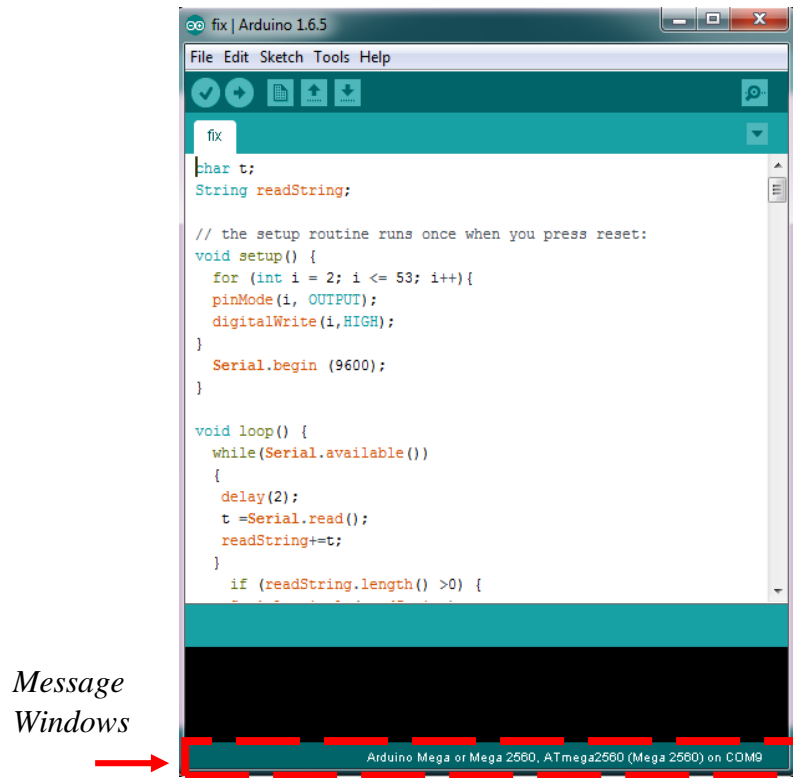 fix | Arduino 1.6.5
File Edit Sketch Tools Help
fix
char t;
String readString;
// the setup routine runs once when you press reset:
void setup() {
for (int i = 2; i <= 53; i++){
pinMode(i, OUTPUT);
digitalWrite(i,HIGH);
}
Serial.begin (9600);
}
void loop() {
while(Serial.available())
{
delay(2);
t =Serial.read();
readString+=t;
}
if (readString.length() >0) {
Message
Windows
Arduino Mega or Mega 2560, ATmega2560 (Mega 2560) on COM9